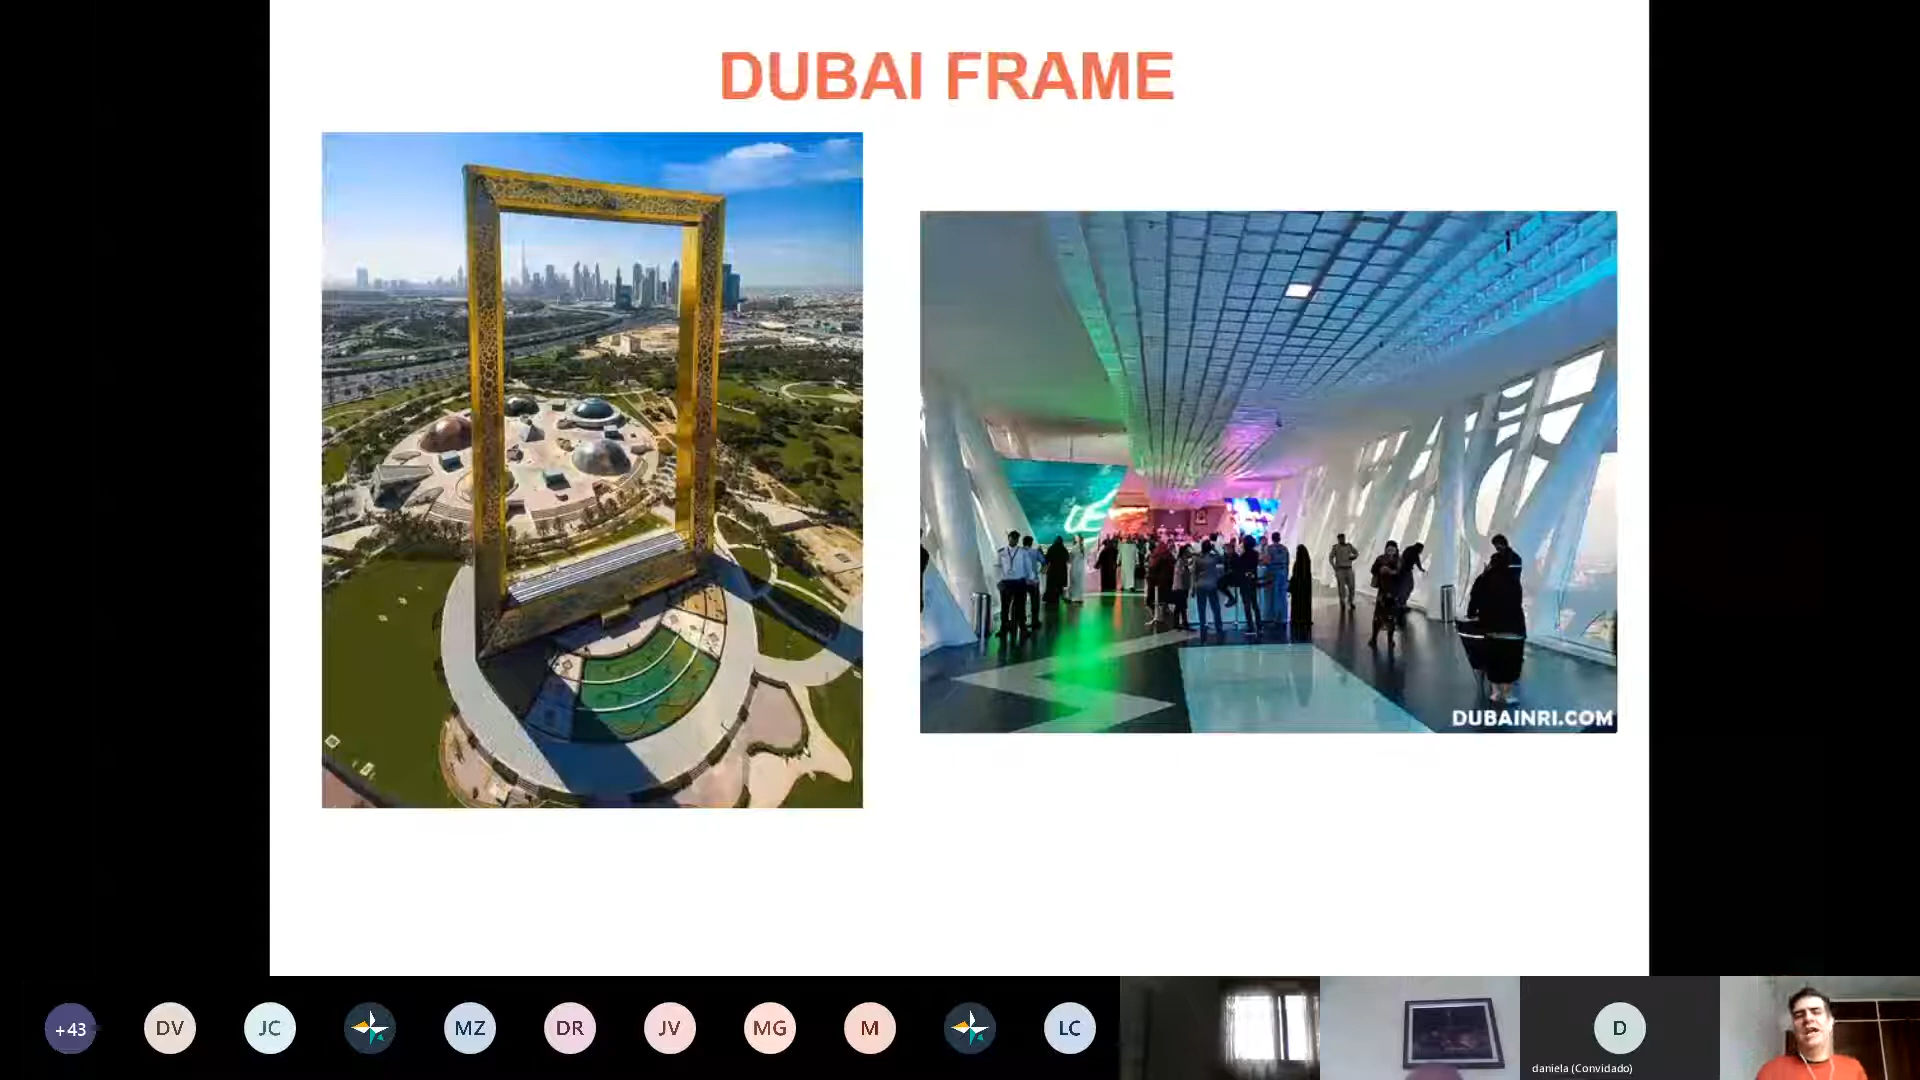 DUBAI FRAME
DUBAINRI.COM
+43
DV
JC
MZ
DR
JV
MG
M
LC
D
daniela (Convidado)